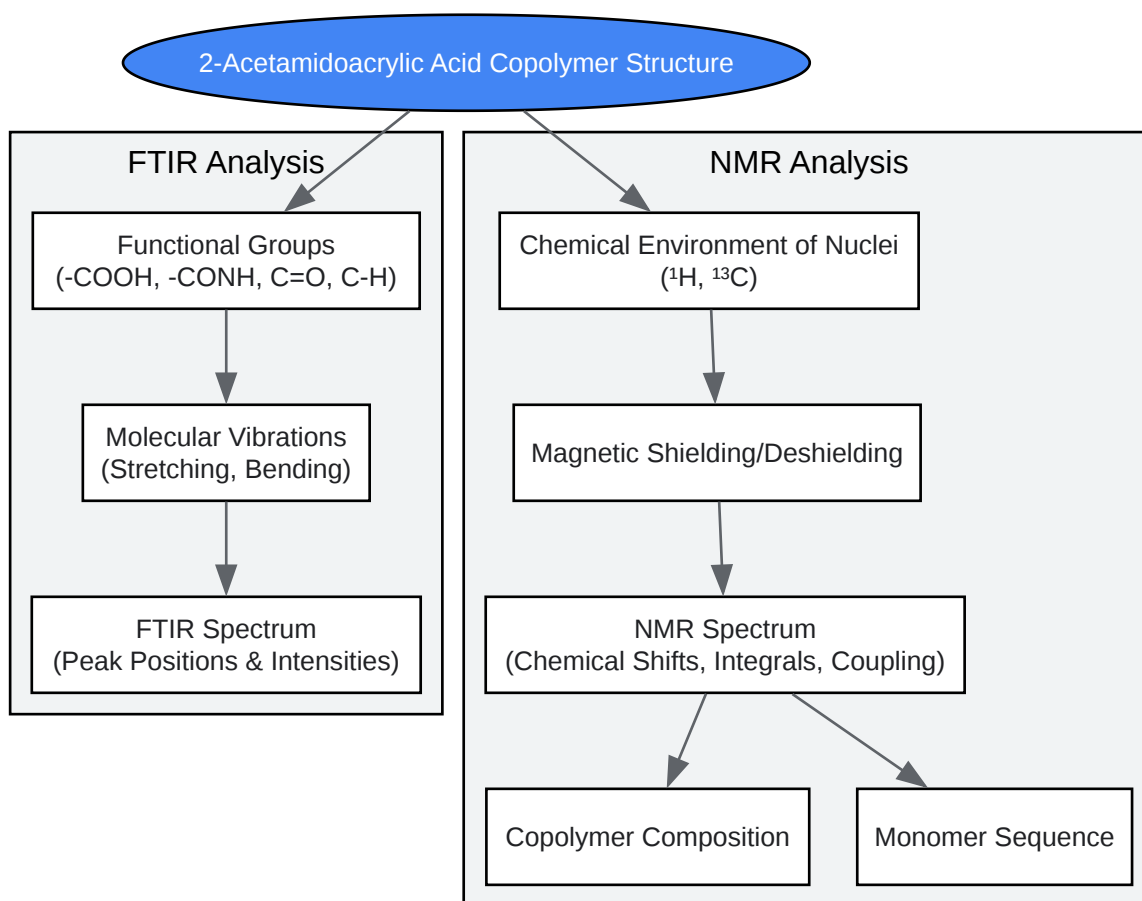 2-Acetamidoacrylic Acid Copolymer Structure
FTIR Analysis
Functional Groups
(-COOH, -CONH, C=O, C-H)
Molecular Vibrations
(Stretching, Bending)
FTIR Spectrum
(Peak Positions & Intensities)
NMR Analysis
Chemical Environment of Nuclei
(¹H, ¹³C)
Magnetic Shielding/Deshielding
NMR Spectrum
(Chemical Shifts, Integrals, Coupling)
Copolymer Composition
Monomer Sequence